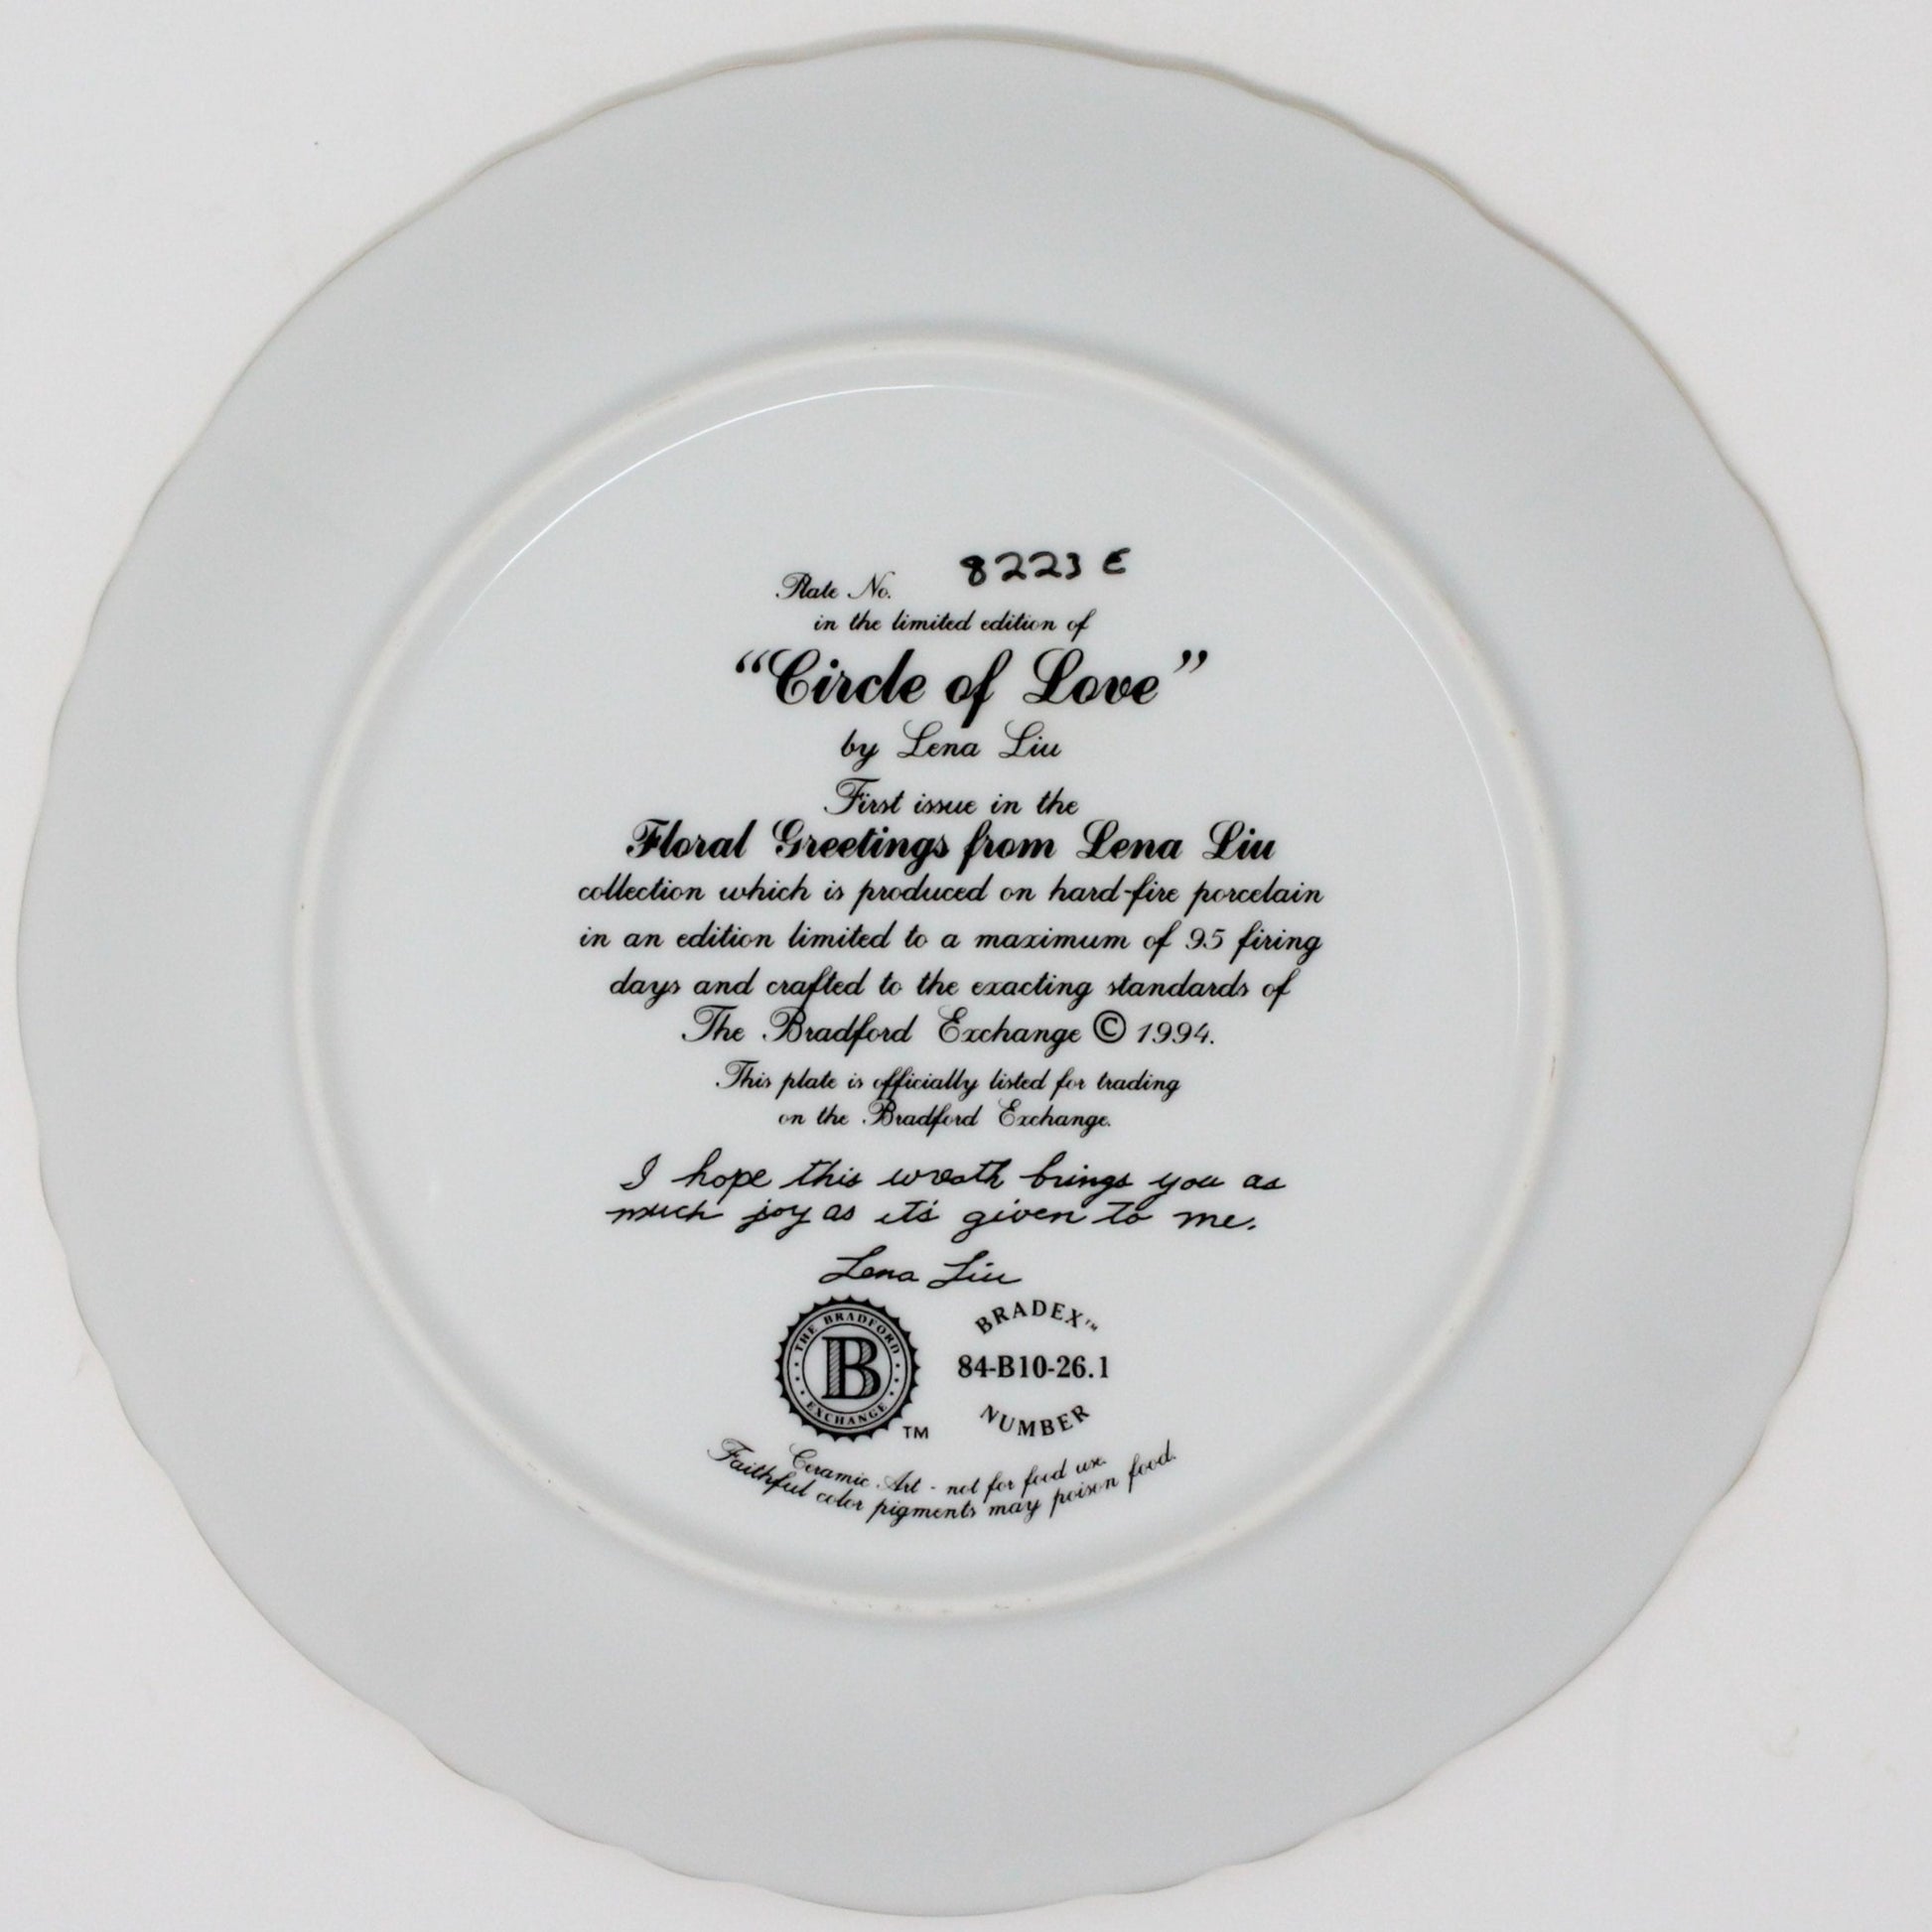 Plate No. 8223 E
in the limited edition of
“Circle of Love”
by Lena Liu
First issue in the
Floral Greetings from Lena Liu
collection which is produced on hard-fire porcelain
in an edition limited to a maximum of 95 firing
days and crafted to the exacting standards of
The Bradford Exchange © 1994.
This plate is officially listed for trading
on the Bradford Exchange.
I hope this wreath brings you as
much joy as it's given to me.
Lena Liu
THE BRADFORD
B
EXCHANGE
TM
BRADEX™
84-B10-26.1
NUMBER
Ceramic Art - not for food use.
Faithful color pigments may poison food.